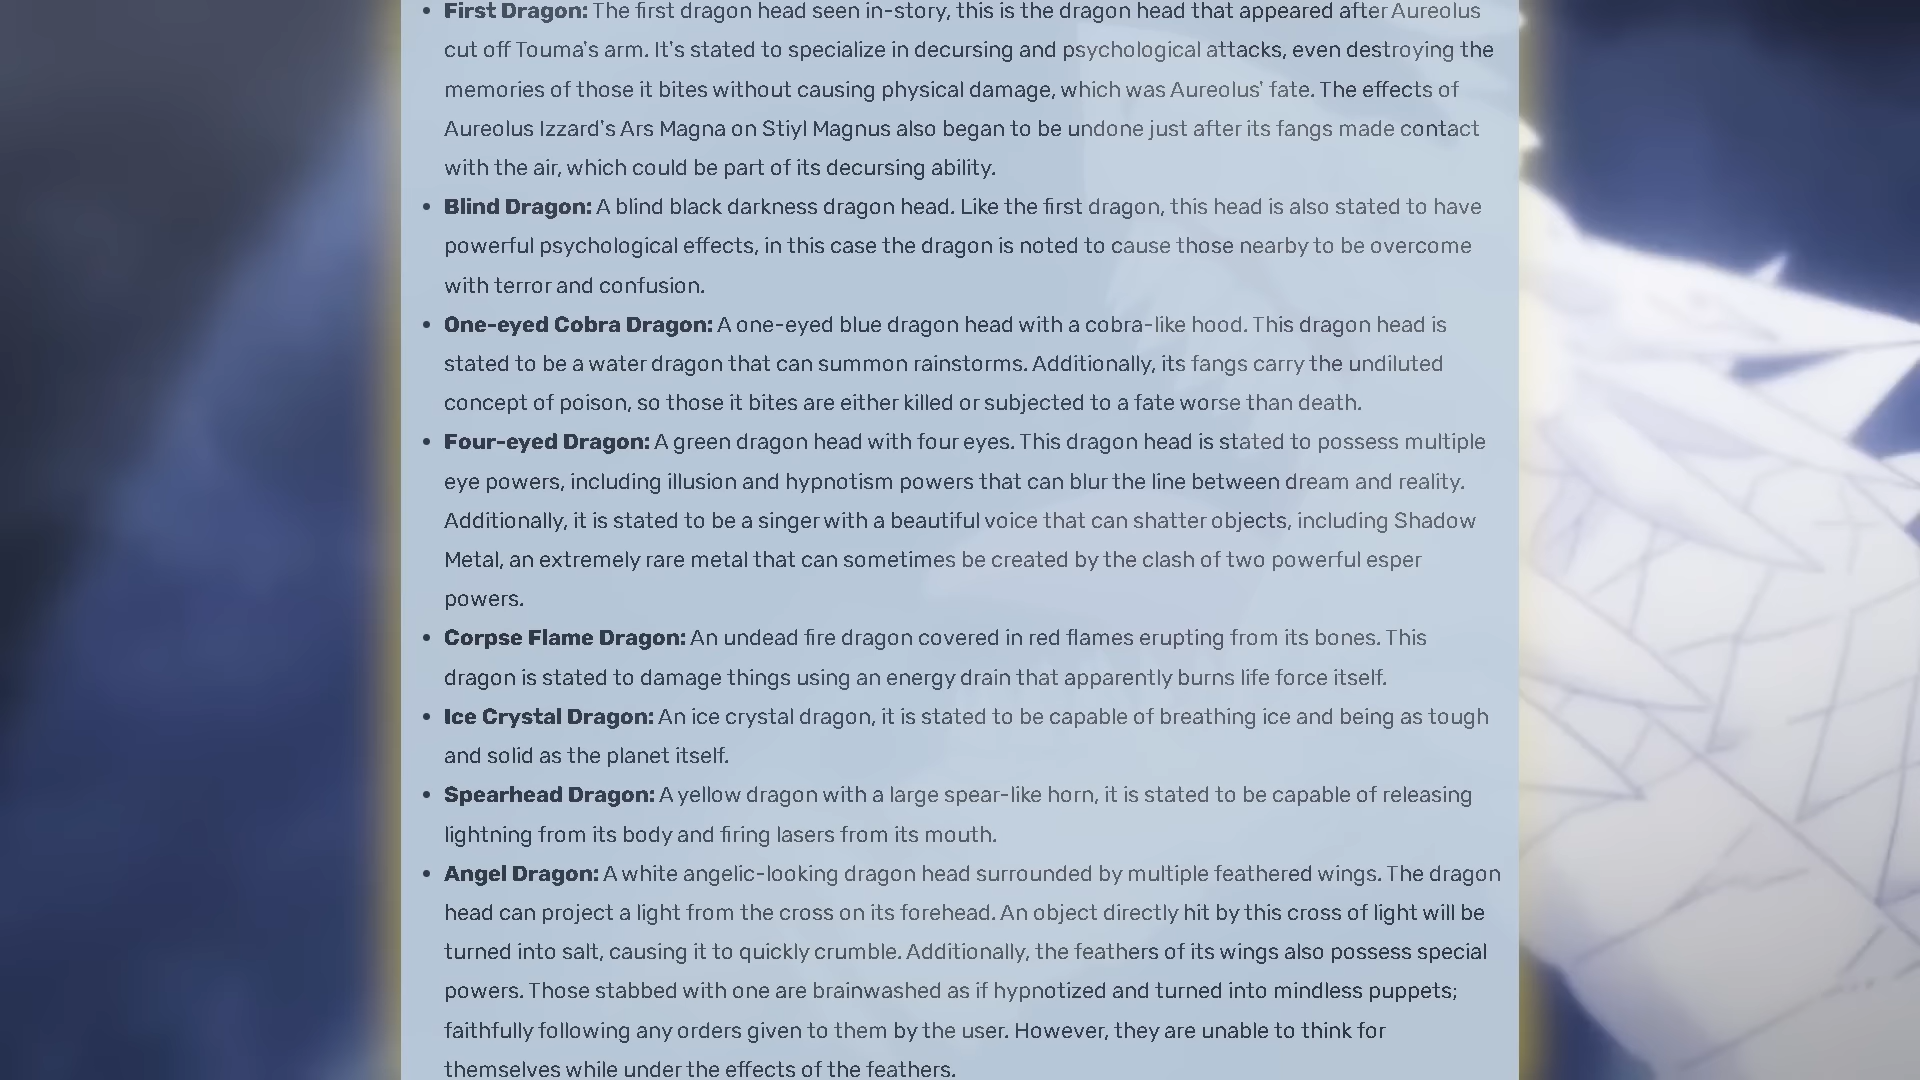 • First Dragon: The first dragon head seen in-story, this is the dragon head that appeared after Aureolus
cut off Touma's arm. It's stated to specialize in decursing and psychological attacks, even destroying the
memories of those it bites without causing physical damage, which was Aureolus' fate. The effects of
Aureolus Izzard's Ars Magna on Stiyl Magnus also began to be undone just after its fangs made contact
with the air, which could be part of its decursing ability.
• Blind Dragon: A blind black darkness dragon head. Like the first dragon, this head is also stated to have
powerful psychological effects, in this case the dragon is noted to cause those nearby to be overcome
with terror and confusion.
• One-eyed Cobra Dragon: A one-eyed blue dragon head with a cobra-like hood. This dragon head is
stated to be a water dragon that can summon rainstorms. Additionally, its fangs carry the undiluted
concept of poison, so those it bites are either killed or subjected to a fate worse than death.
• Four-eyed Dragon: A green dragon head with four eyes. This dragon head is stated to possess multiple
eye powers, including illusion and hypnotism powers that can blur the line between dream and reality.
Additionally, it is stated to be a singer with a beautiful voice that can shatter objects, including Shadow
Metal, an extremely rare metal that can sometimes be created by the clash of two powerful esper
powers.
• Corpse Flame Dragon: An undead fire dragon covered in red flames erupting from its bones. This
dragon is stated to damage things using an energy drain that apparently burns life force itself.
• Ice Crystal Dragon: An ice crystal dragon, it is stated to be capable of breathing ice and being as tough
and solid as the planet itself.
• Spearhead Dragon: A yellow dragon with a large spear-like horn, it is stated to be capable of releasing
lightning from its body and firing lasers from its mouth.
• Angel Dragon: A white angelic-looking dragon head surrounded by multiple feathered wings. The dragon
head can project a light from the cross on its forehead. An object directly hit by this cross of light will be
turned into salt, causing it to quickly crumble. Additionally, the feathers of its wings also possess special
powers. Those stabbed with one are brainwashed as if hypnotized and turned into mindless puppets;
faithfully following any orders given to them by the user. However, they are unable to think for
themselves while under the effects of the feathers.